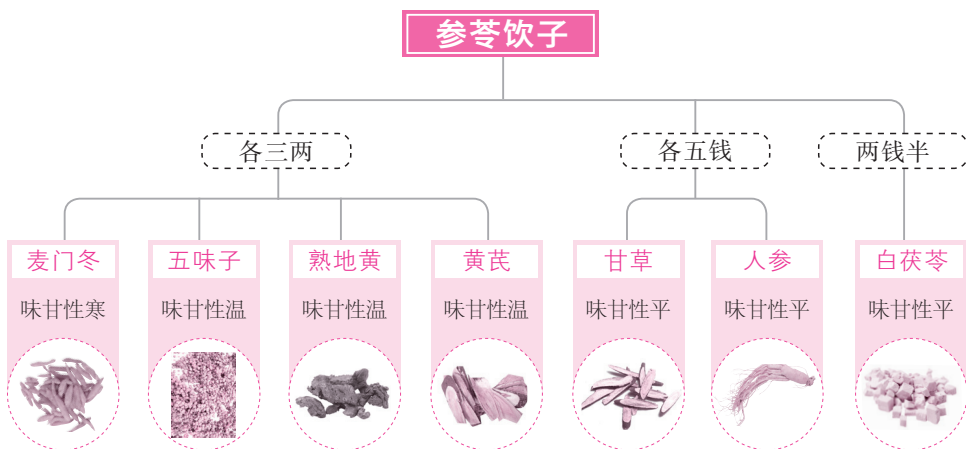 参苓饮子
各三两
各五钱
两钱半
麦门冬
五味子
熟地黄
黄芪
甘草
人参
白茯苓
味甘性寒
味甘性温
味甘性温
味甘性温
味甘性平
味甘性平
味甘性平